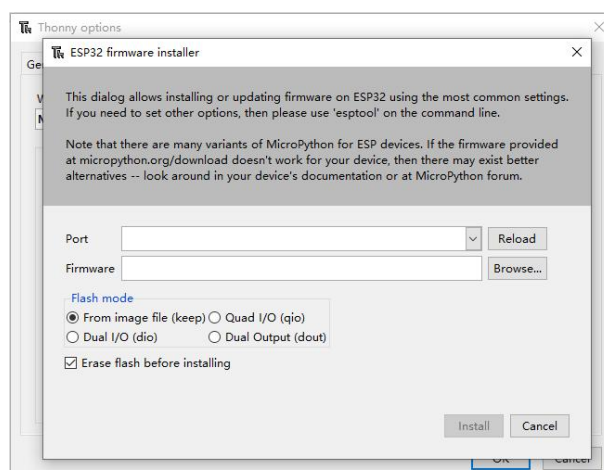 Thonny options
ESP32 firmware installer
Ge
This dialog allows installing or updating firmware on ESP32 using the most common settings.
If you need to set other options, then please use 'esptool' on the command line.
Note that there are many variants of MicroPython for ESP devices. If the firmware provided
at micropython.org/download doesn't work for your device, then there may exist better
alternatives -- look around in your device's documentation or at MicroPython forum.
Port Reload
Firmware Browse...
Flash mode
From image file (keep) Quad I/O (qio)
Dual I/O (dio) Dual Output (dout)
Erase flash before installing
Install Cancel
OK Cancel